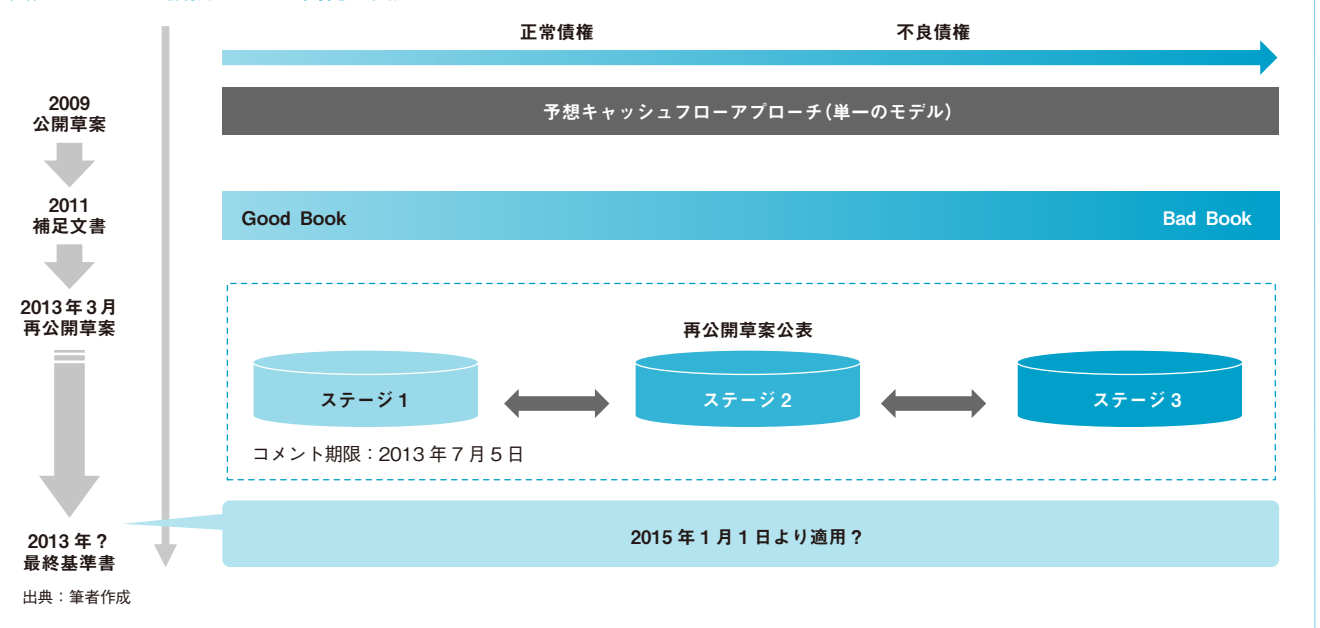 正常債権
不良債権
2009
公開草案
予想キャッシュフローアプローチ(単一のモデル)
2011
補足文書
Good Book
Bad Book
2013年3月
再公開草案
再公開草案公表
ステージ1
ステージ2
ステージ3
コメント期限：2013年7月5日
2013年？
最終基準書
2015年1月1日より適用？
出典：筆者作成